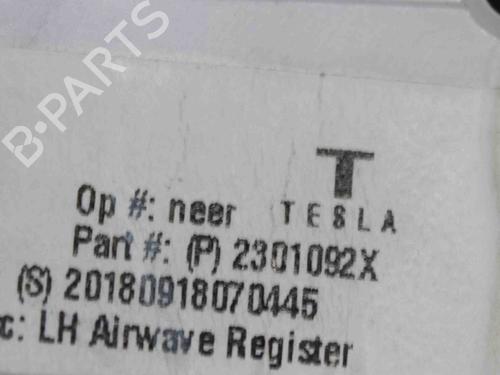 B-PARTS
T
TESLA
Op #: neer
Part #: (P) 2301092X
(S) 20180918070445
c: LH Airwave Register